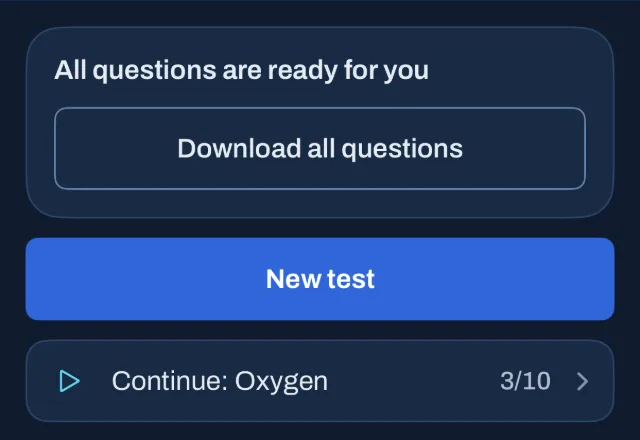 All questions are ready for you
Download all questions
New test
Continue: Oxygen 3/10